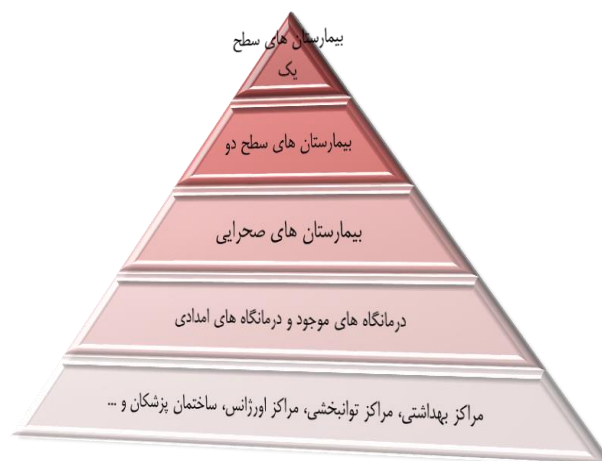 بیمارستان های سطح
یک
بیمارستان های سطح دو
بیمارستان های صحرایی
درمانگاه های موجود و درمانگاه های امدادی
مراکز بهداشتی، مراکز توانبخشی، مراکز اورژانس، ساختمان پزشکان و ...